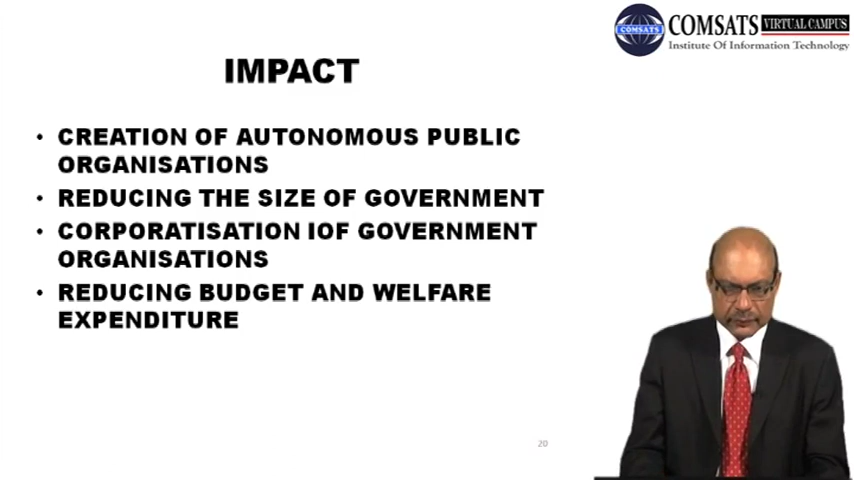 COMSATS
COMSATS VIRTUAL CAMPUS
Institute Of Information Technology
IMPACT
• CREATION OF AUTONOMOUS PUBLIC
ORGANISATIONS
• REDUCING THE SIZE OF GOVERNMENT
• CORPORATISATION IOF GOVERNMENT
ORGANISATIONS
• REDUCING BUDGET AND WELFARE
EXPENDITURE
20